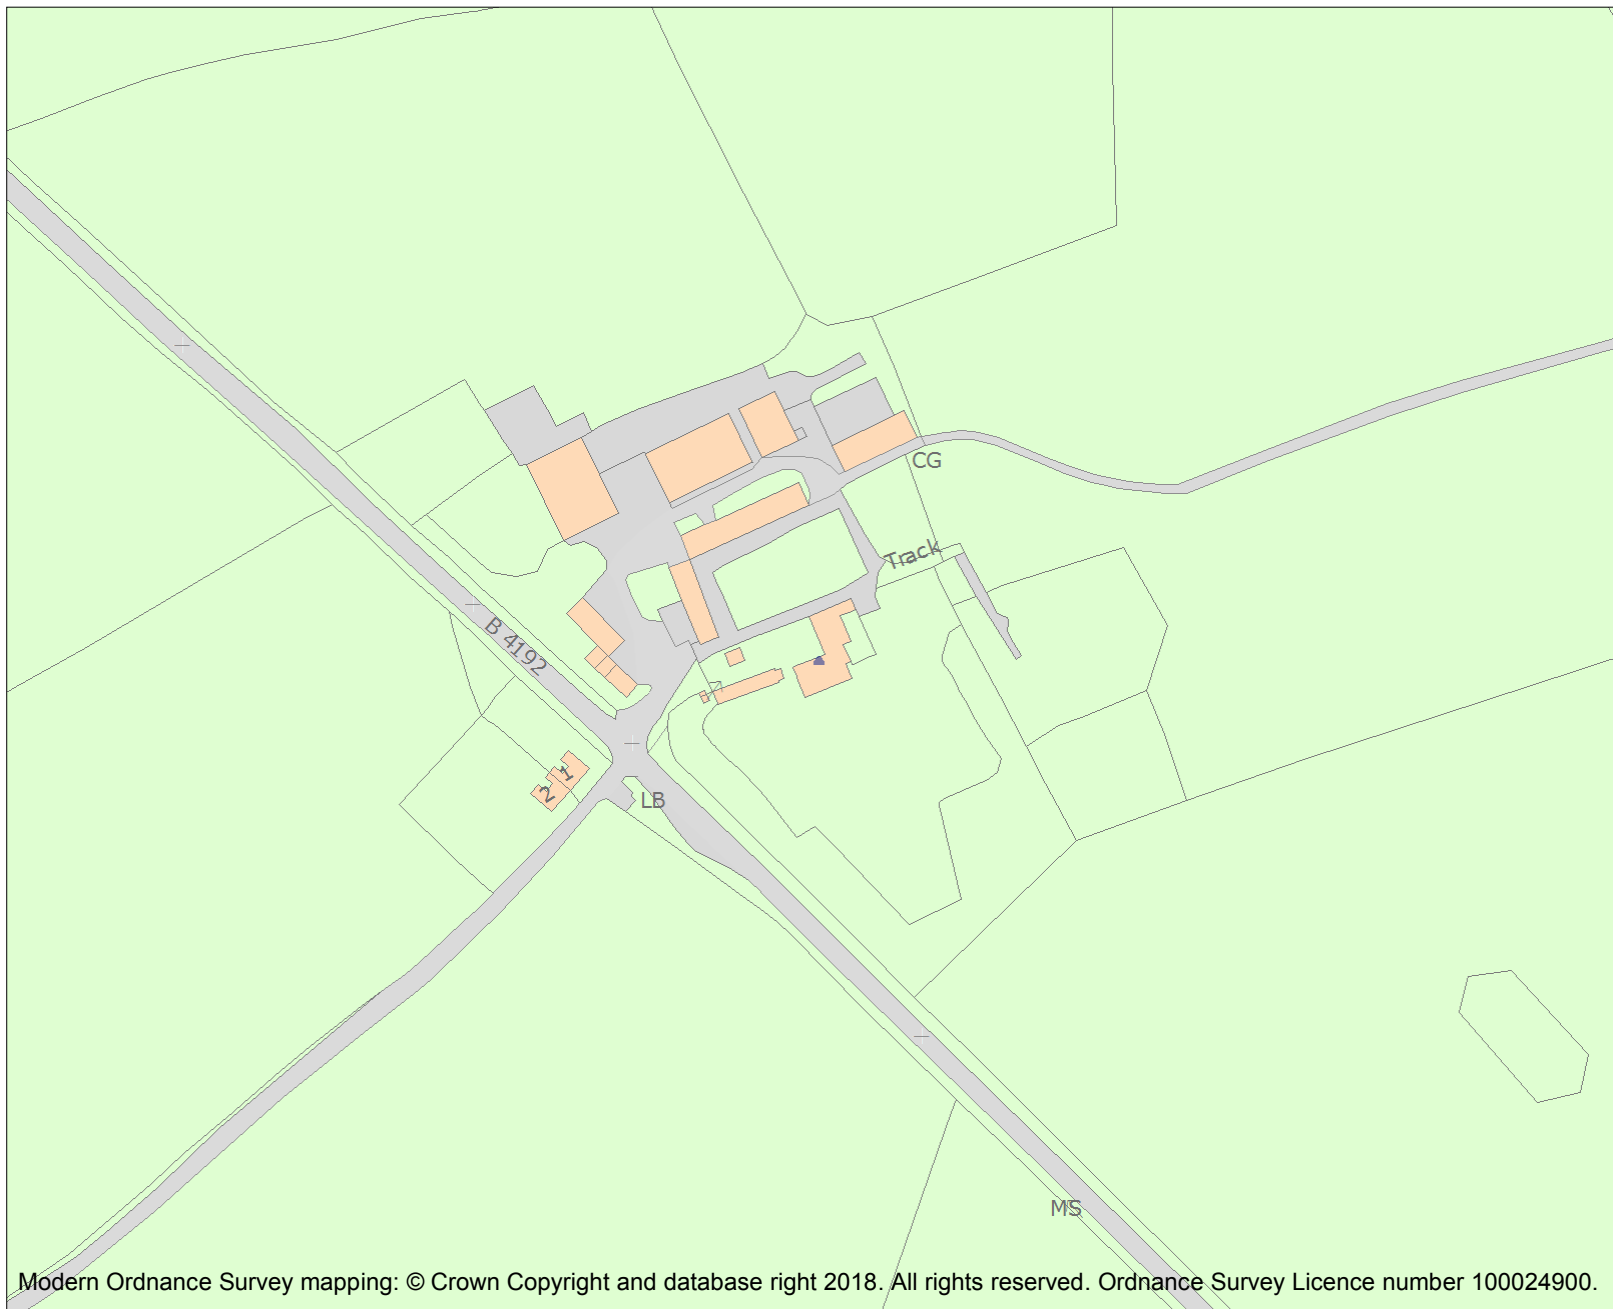 CG
Track
B 4192
1
2
LB
MS
Modern Ordnance Survey mapping: © Crown Copyright and database right 2018. All rights reserved. Ordnance Survey Licence number 100024900.